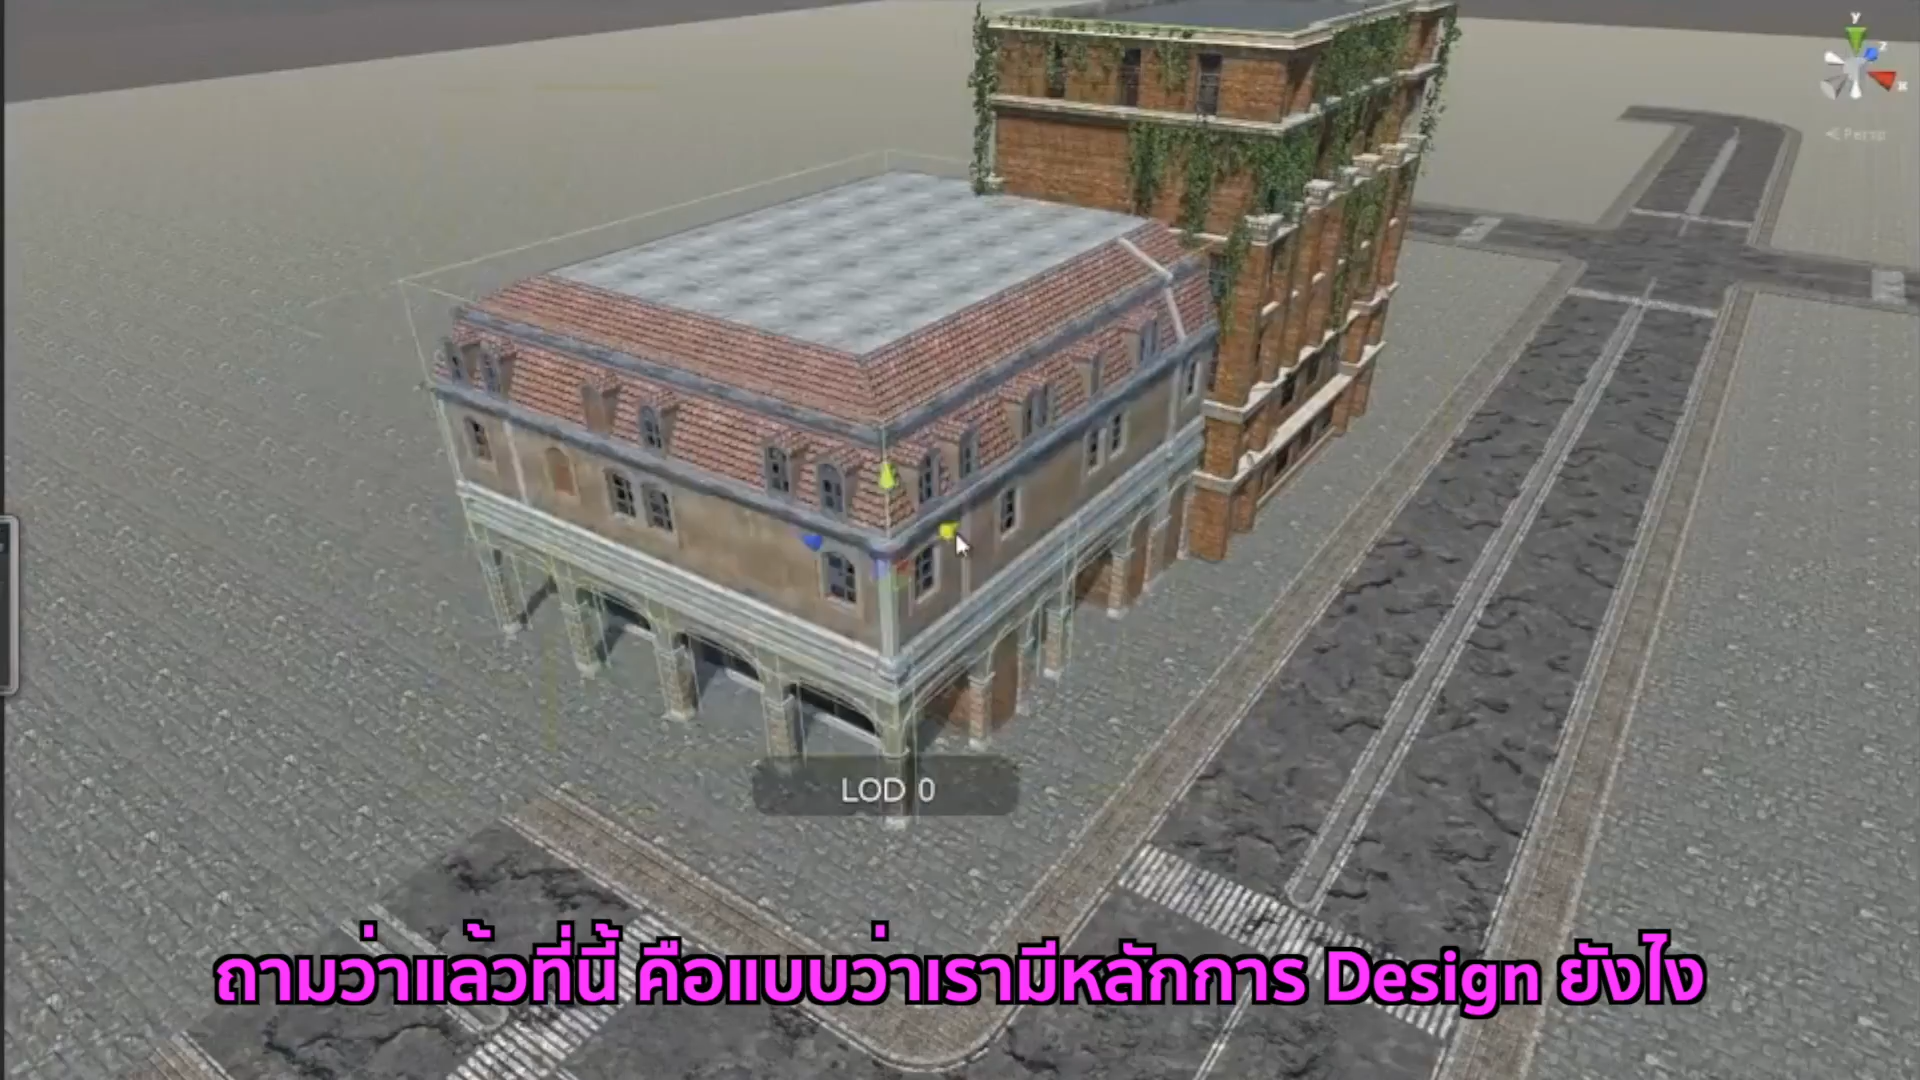 y
z
x
Persp
LOD 0
ถามว่าแล้วที่นี้ คือแบบว่าเรามีหลักการ Design ยังไง